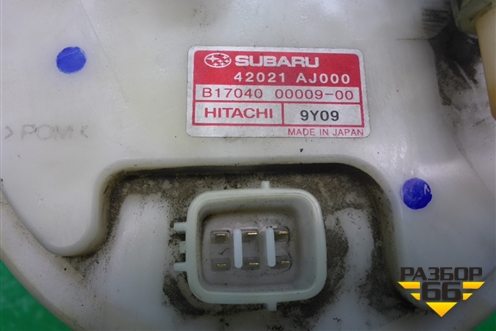 SUBARU
42021 AJ000
B17040 00009-00
HITACHI 9Y09
MADE IN JAPAN
>POM<
РАЗБОР
66